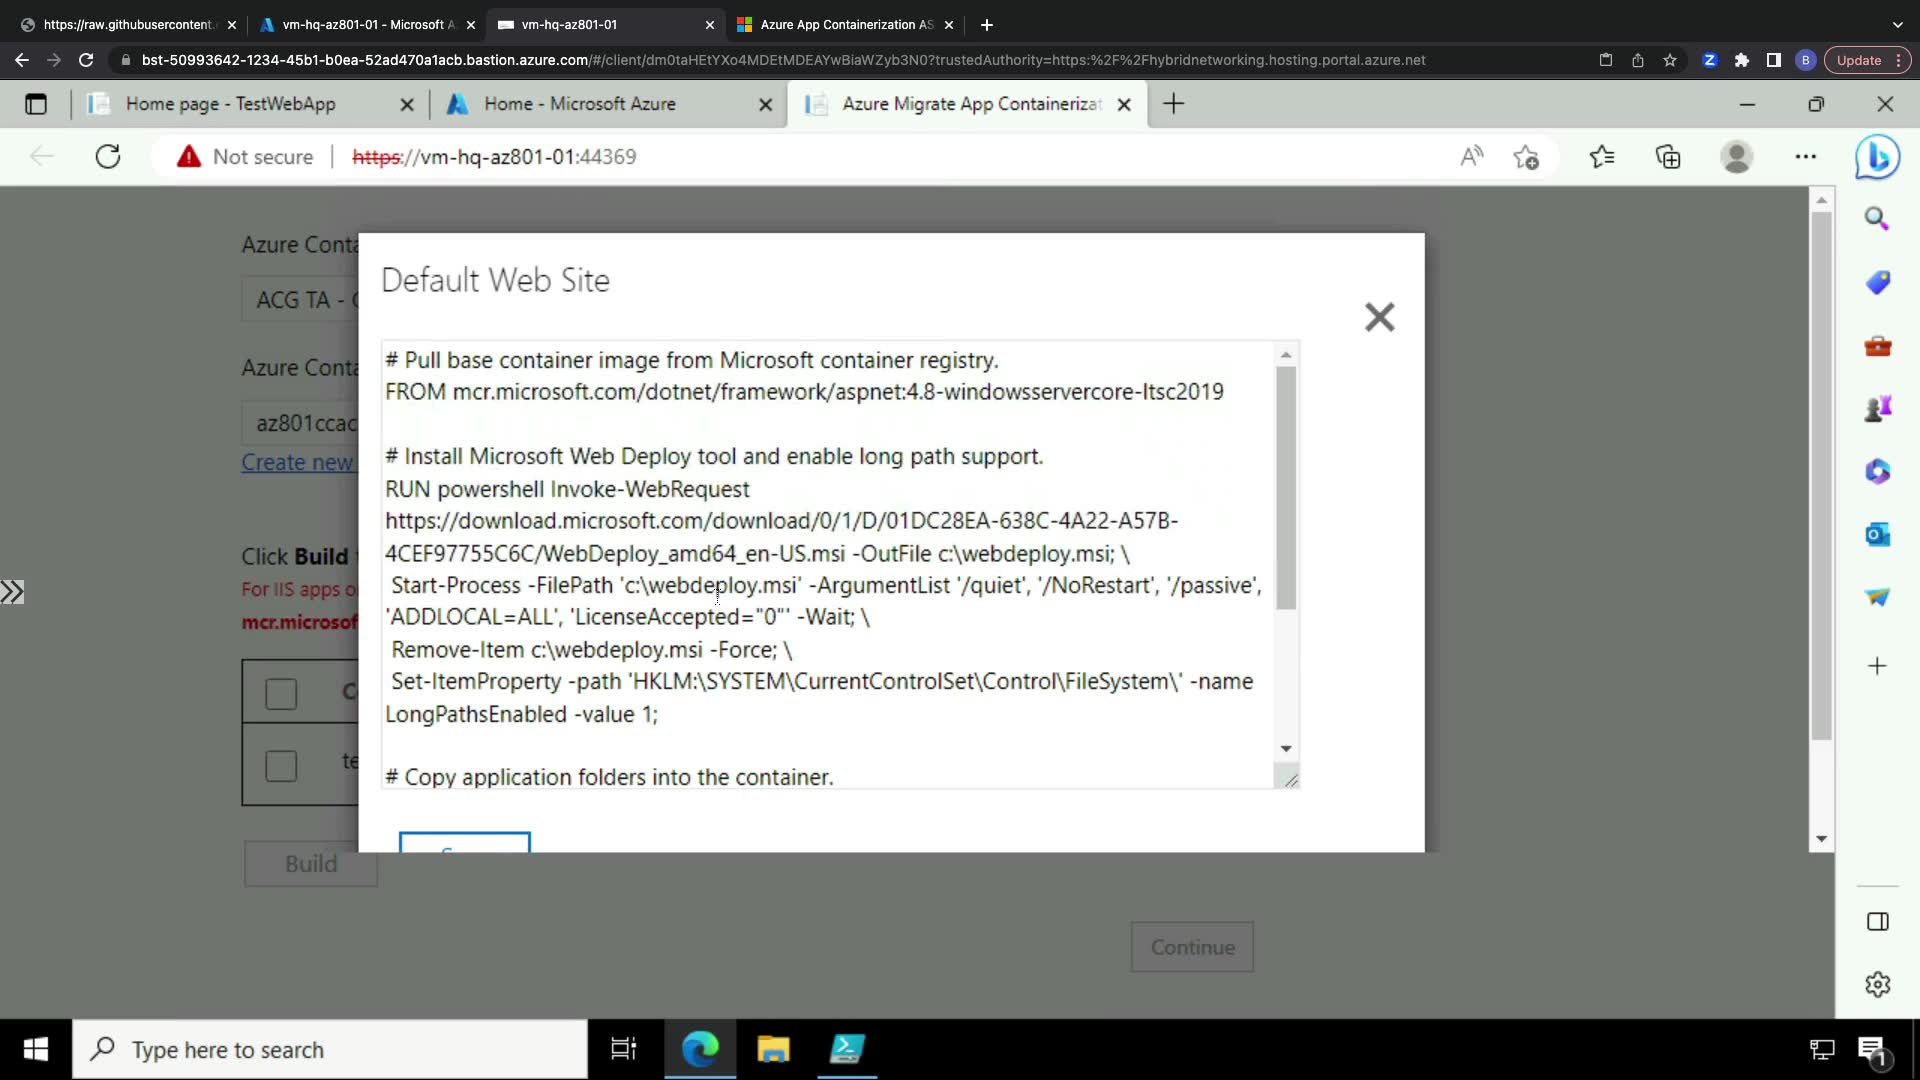 https://raw.githubusercontent.
vm-hq-az801-01 - Microsoft A
vm-hq-az801-01
Azure App Containerization AS
bst-50993642-1234-45b1-b0ea-52ad470a1acb.bastion.azure.com/#/client/dm0taHEtYXo4MDEtMDEAYwBiaWZyb3N0?trustedAuthority=https:%2F%2Fhybridnetworking.hosting.portal.azure.net
Z
B
Update
Home page - TestWebApp
Home - Microsoft Azure
Azure Migrate App Containerizat
Not secure
https://vm-hq-az801-01:44369
Azure Conta
ACG TA -
Azure Conta
az801ccac
Create new
Click Build
For IIS apps o
mcr.microsof
te
Build
Continue
Default Web Site
# Pull base container image from Microsoft container registry.
FROM mcr.microsoft.com/dotnet/framework/aspnet:4.8-windowsservercore-ltsc2019
# Install Microsoft Web Deploy tool and enable long path support.
RUN powershell Invoke-WebRequest
https://download.microsoft.com/download/0/1/D/01DC28EA-638C-4A22-A57B-
4CEF97755C6C/WebDeploy_amd64_en-US.msi -OutFile c:\webdeploy.msi; \
Start-Process -FilePath 'c:\webdeploy.msi' -ArgumentList '/quiet', '/NoRestart', '/passive',
'ADDLOCAL=ALL', 'LicenseAccepted="0"' -Wait; \
Remove-Item c:\webdeploy.msi -Force; \
Set-ItemProperty -path 'HKLM:\SYSTEM\CurrentControlSet\Control\FileSystem\' -name
LongPathsEnabled -value 1;
# Copy application folders into the container.
Type here to search
1